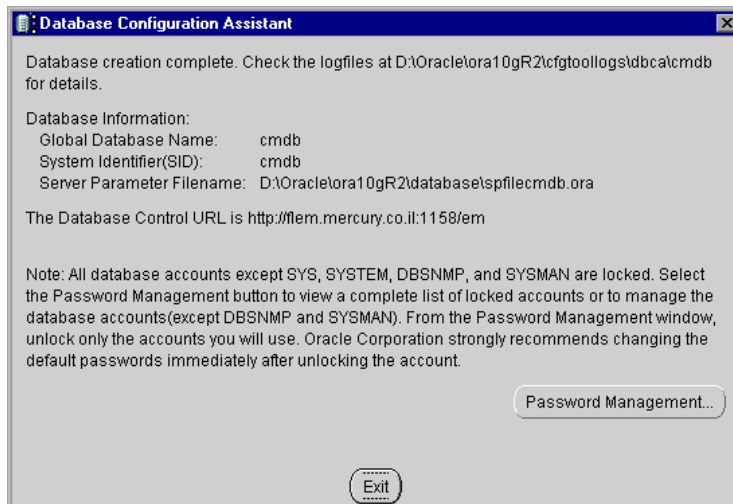 Database Configuration Assistant
Database creation complete. Check the logfiles at D:\Oracle\ora10gR2\cfgtoollogs\dbca\cmdb
for details.
Database Information:
Global Database Name: cmdb
System Identifier(SID): cmdb
Server Parameter Filename: D:\Oracle\ora10gR2\database\spfilecmdb.ora
The Database Control URL is http://flem.mercury.co.il:1158/em
Note: All database accounts except SYS, SYSTEM, DBSNMP, and SYSMAN are locked. Select
the Password Management button to view a complete list of locked accounts or to manage the
database accounts(except DBSNMP and SYSMAN). From the Password Management window,
unlock only the accounts you will use. Oracle Corporation strongly recommends changing the
default passwords immediately after unlocking the account.
Password Management...
Exit